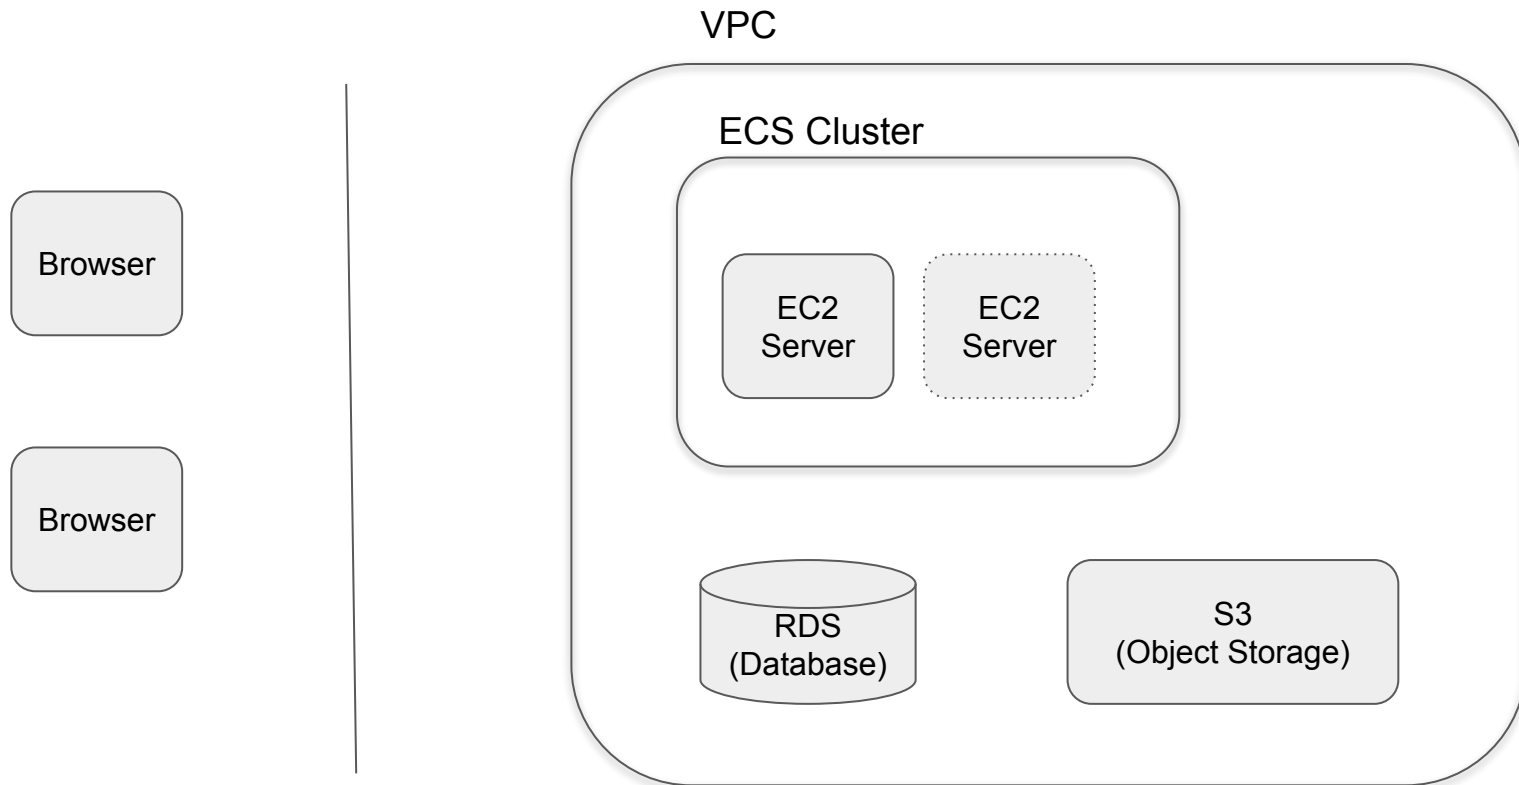 VPC
ECS Cluster
Browser
EC2
Server
EC2
Server
Browser
RDS
(Database)
S3
(Object Storage)